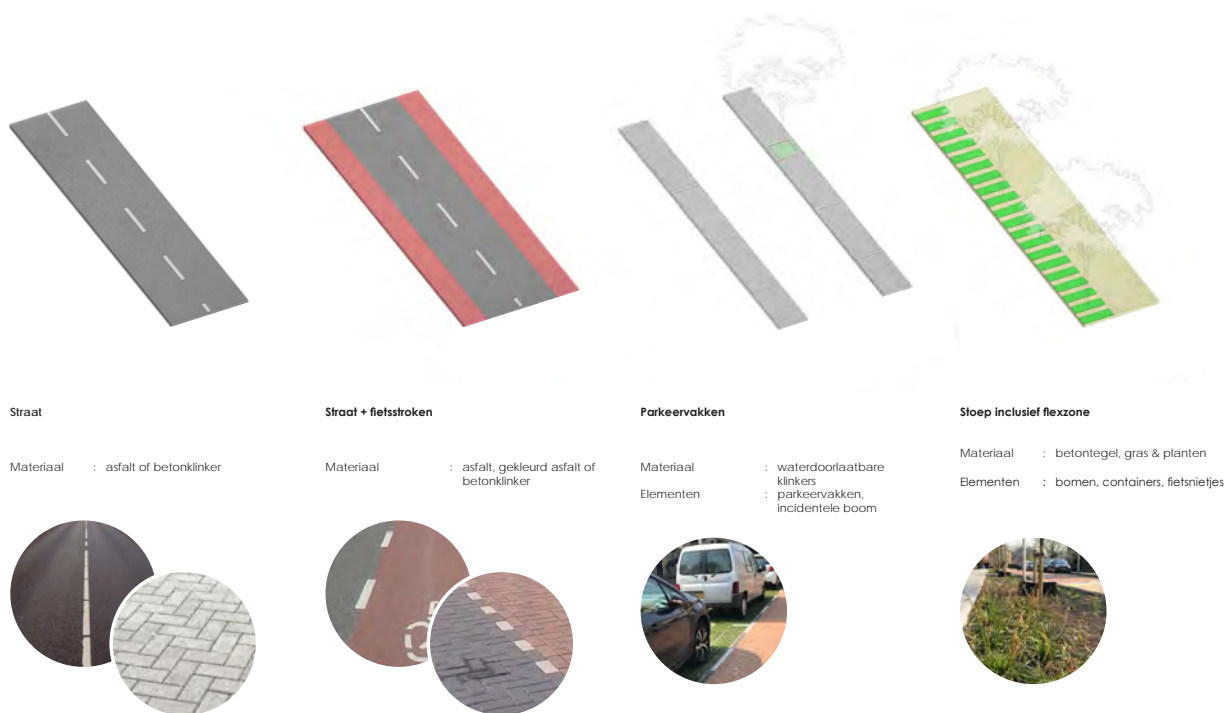 Straat
Materiaal : asfalt of betonklinker
Straat + fietsstroken
Materiaal : asfalt, gekleurd asfalt of
betonklinker
Parkeervakken
Materiaal : waterdoorlaatbare
klinkers
Elementen : parkeervakken,
incidentele boom
Stoep inclusief flexzone
Materiaal : betontegel, gras & planten
Elementen : bomen, containers, fietsnietjes